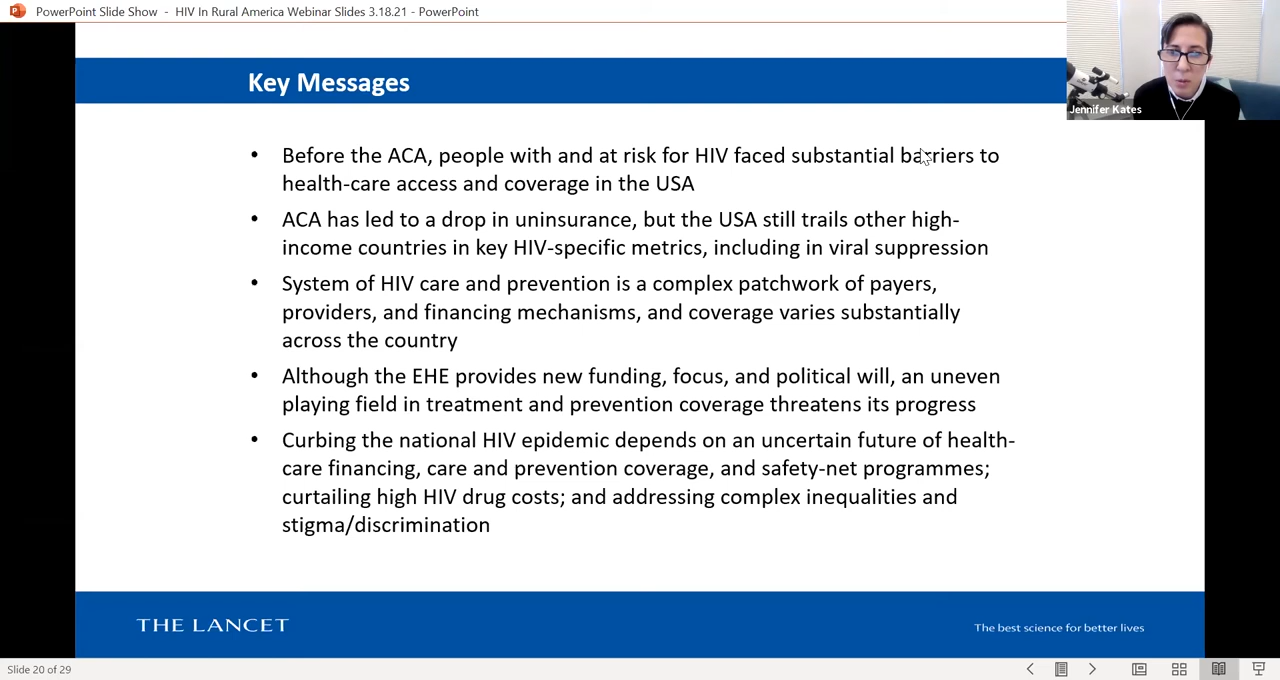 PowerPoint Slide Show - HIV In Rural America Webinar Slides 3.18.21 - PowerPoint
Key Messages
Jennifer Kates
• Before the ACA, people with and at risk for HIV faced substantial barriers to
health-care access and coverage in the USA
• ACA has led to a drop in uninsurance, but the USA still trails other high-
income countries in key HIV-specific metrics, including in viral suppression
• System of HIV care and prevention is a complex patchwork of payers,
providers, and financing mechanisms, and coverage varies substantially
across the country
• Although the EHE provides new funding, focus, and political will, an uneven
playing field in treatment and prevention coverage threatens its progress
• Curbing the national HIV epidemic depends on an uncertain future of health-
care financing, care and prevention coverage, and safety-net programmes;
curtailing high HIV drug costs; and addressing complex inequalities and
stigma/discrimination
THE LANCET
The best science for better lives
Slide 20 of 29